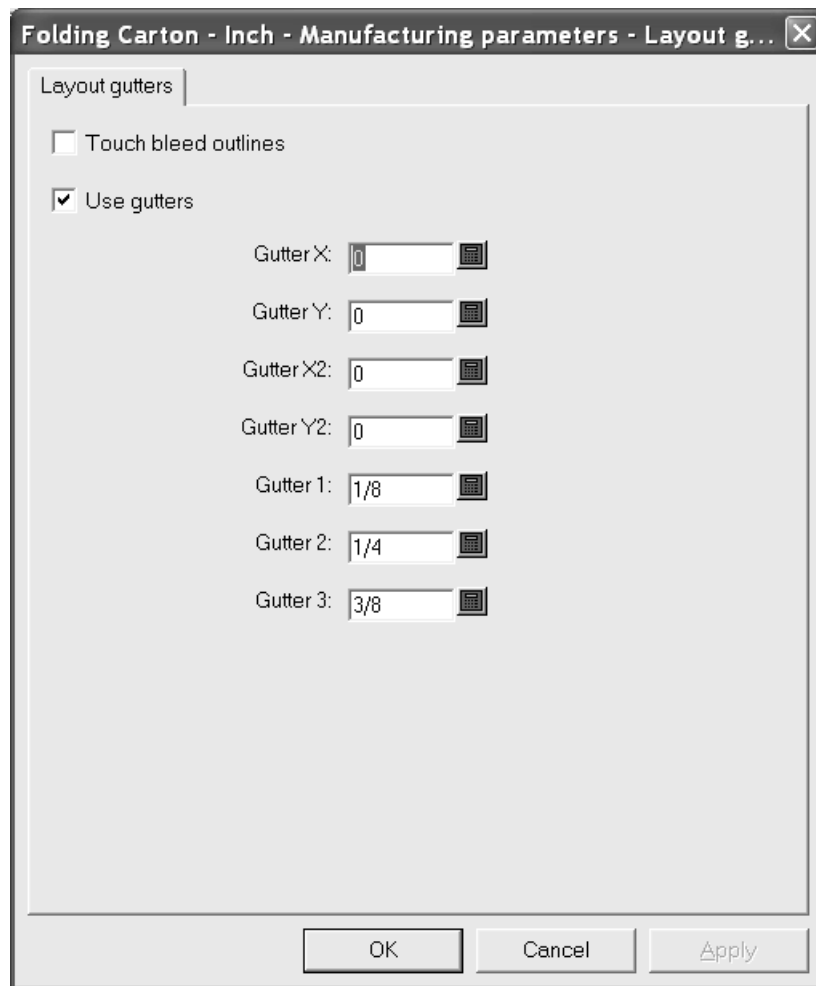 Folding Carton - Inch - Manufacturing parameters - Layout g...
Layout gutters
Touch bleed outlines
Use gutters
Gutter X: 0
Gutter Y: 0
Gutter X2: 0
Gutter Y2: 0
Gutter 1: 1/8
Gutter 2: 1/4
Gutter 3: 3/8
OK Cancel Apply